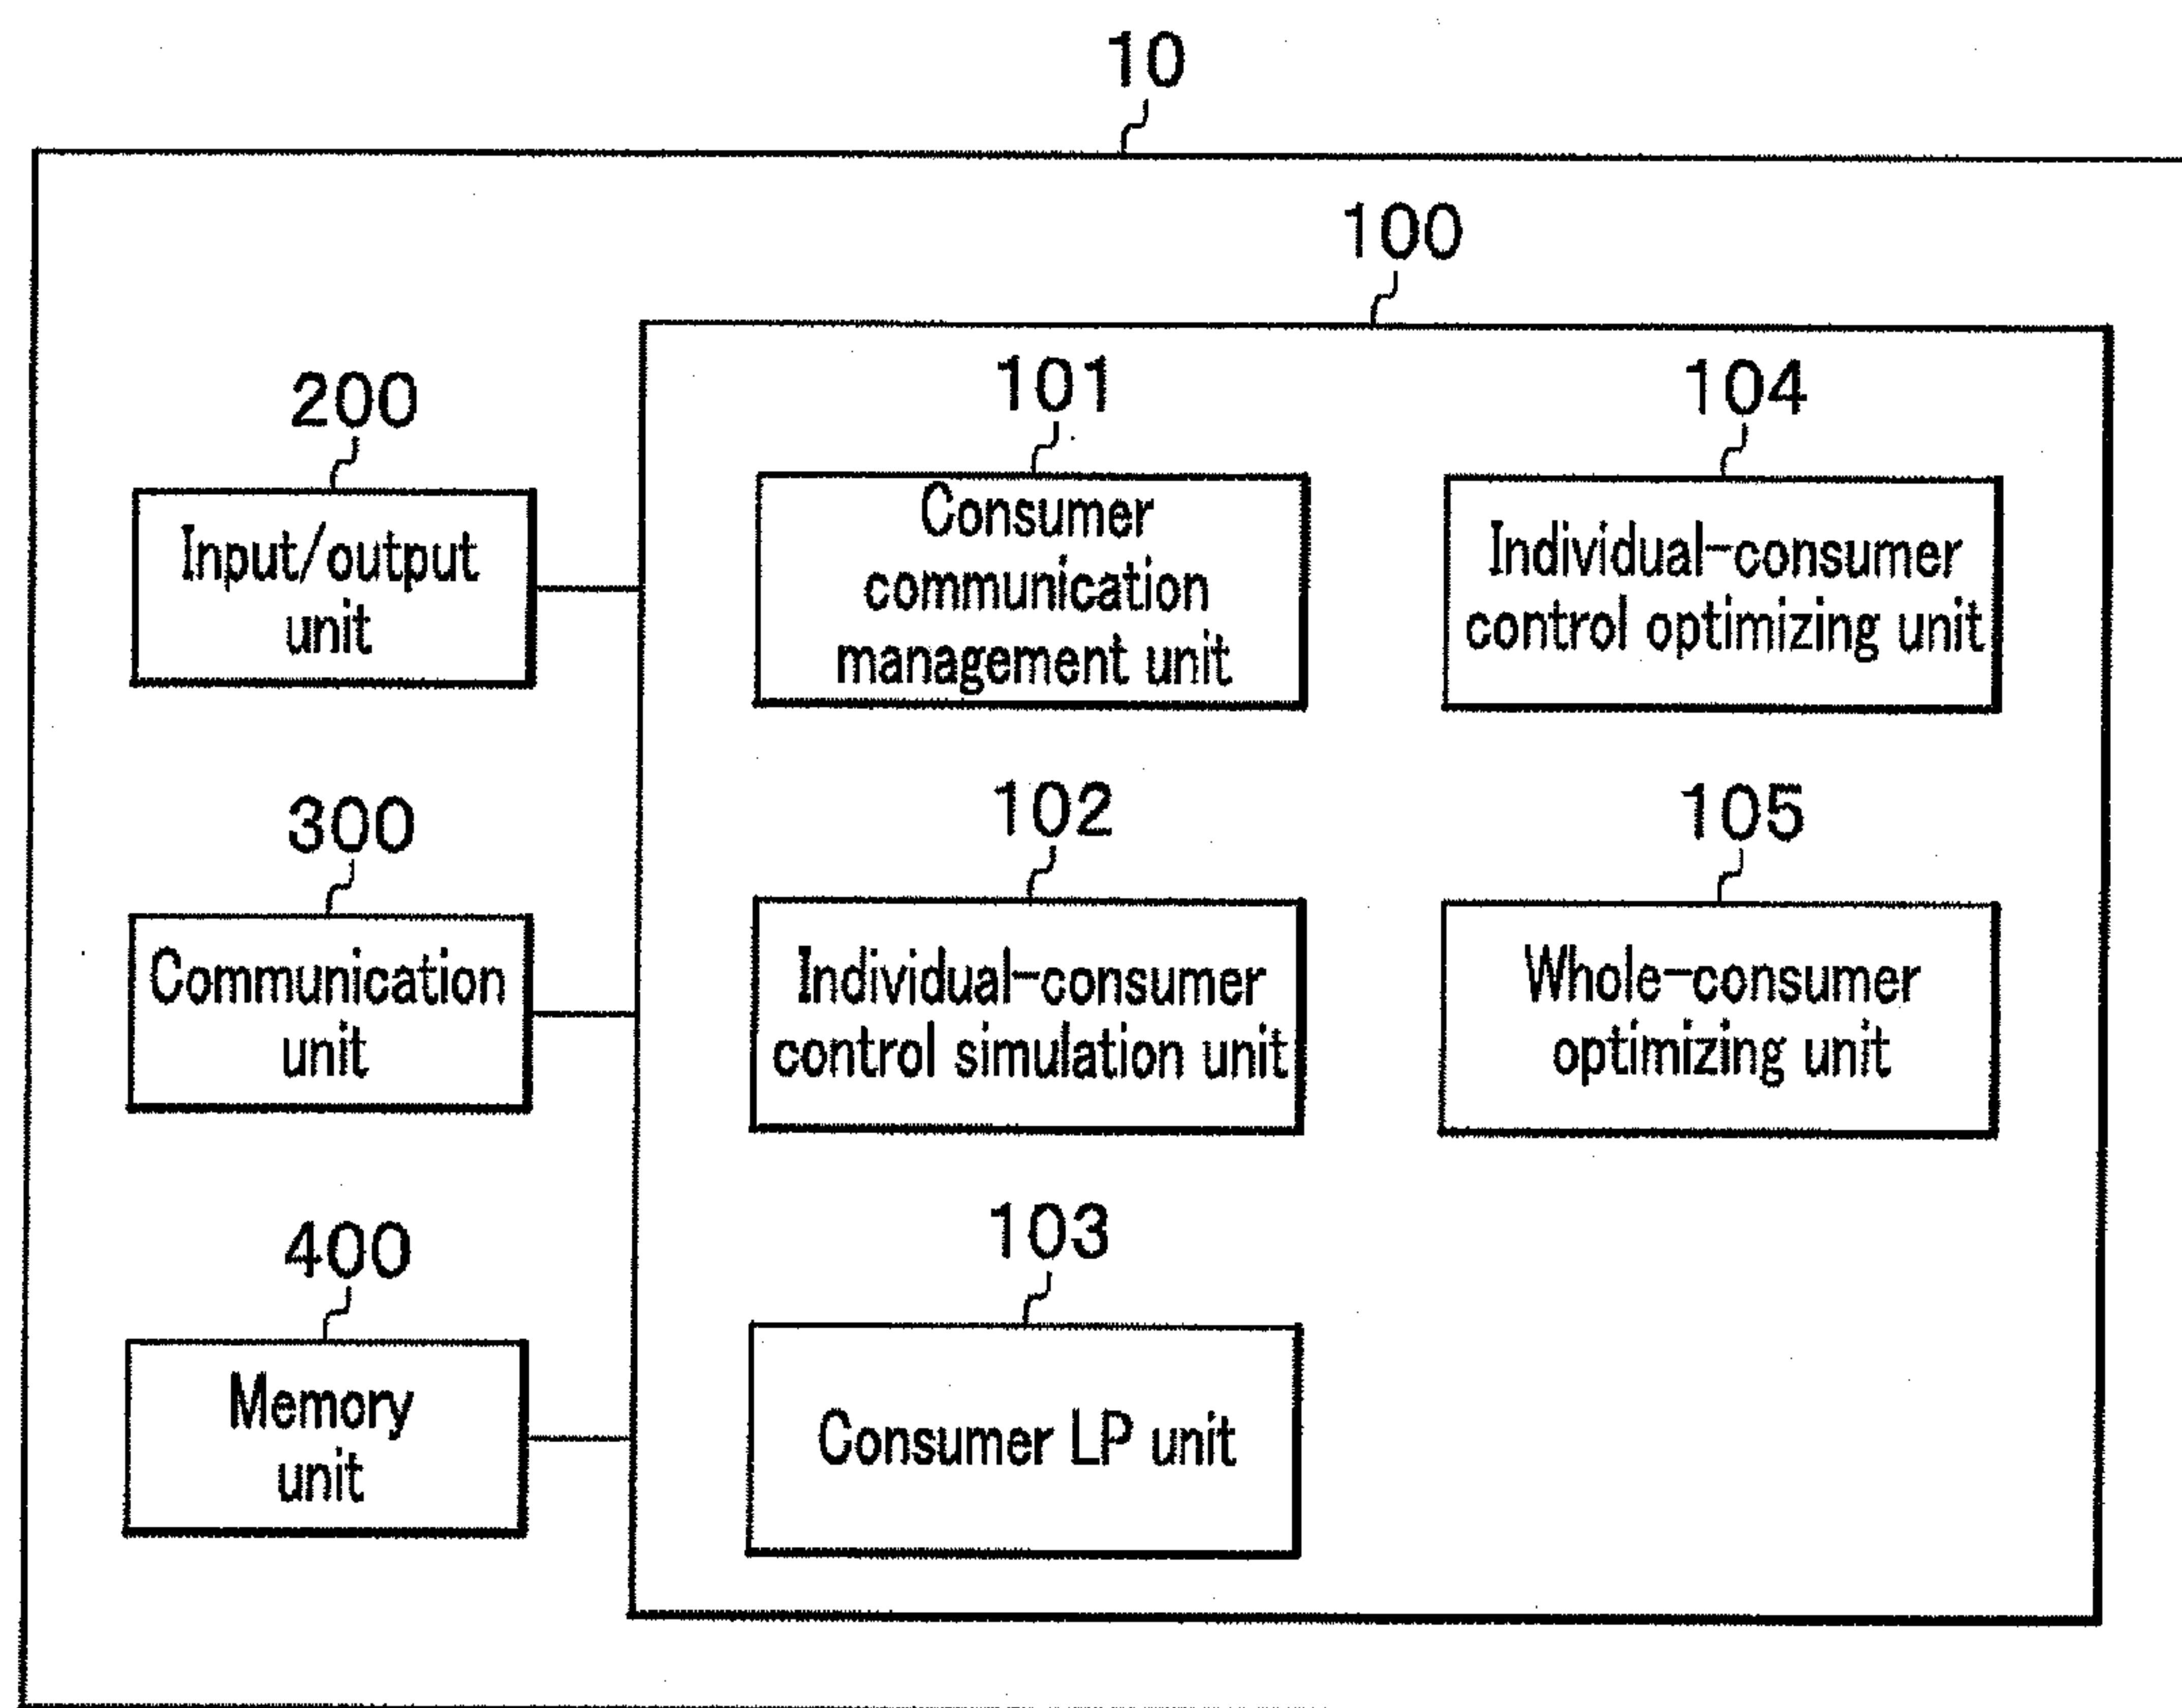 10
100
200
Input/output
unit
300
Communication
unit
400
Memory
unit
101
Consumer
communication
management unit
102
Individual-consumer
control simulation unit
103
Consumer LP unit
104
Individual-consumer
control optimizing unit
105
Whole-consumer
optimizing unit